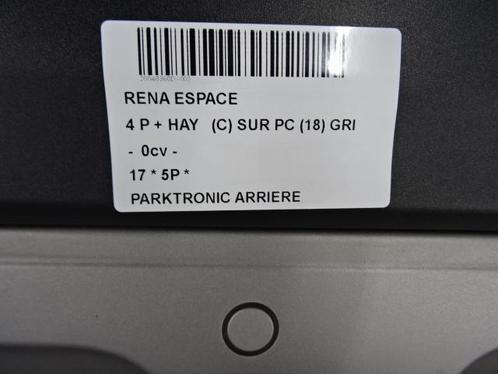 RENA ESPACE
4 P + HAY (C) SUR PC (18) GRI
- 0cv -
17 * 5P *
PARKTRONIC ARRIERE